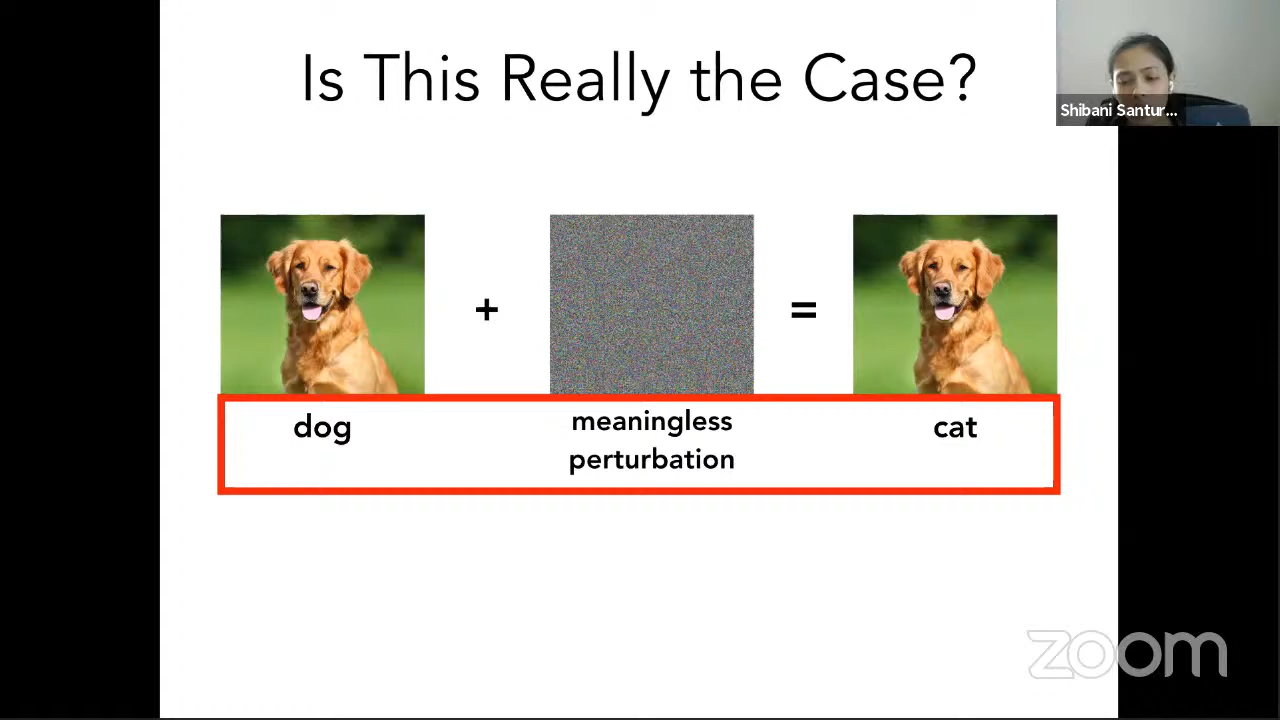 Is This Really the Case?
Shibani Santur...
+
=
dog
meaningless
perturbation
cat
zoom